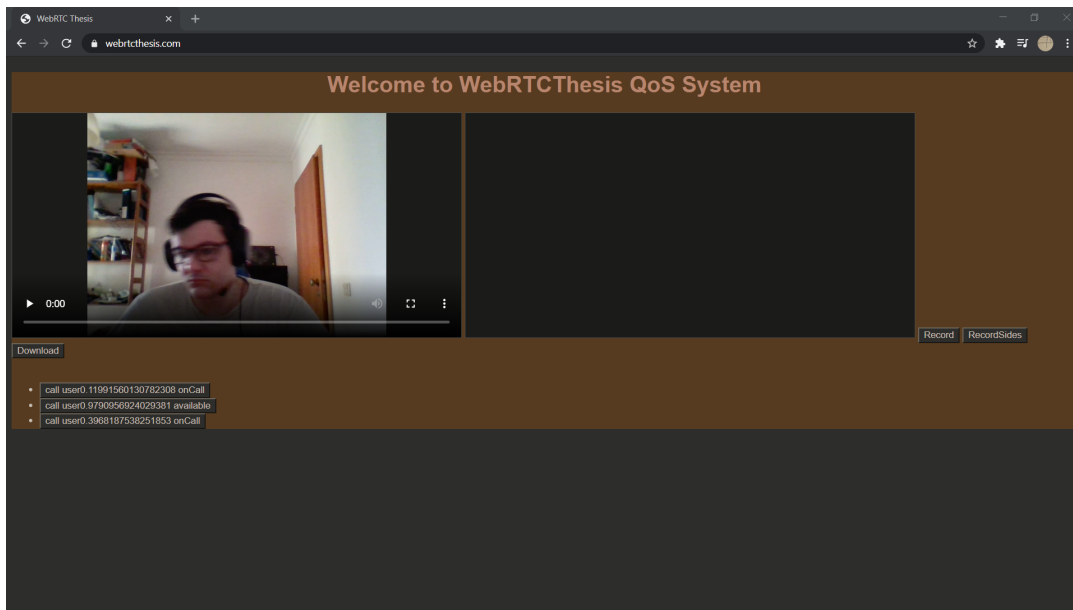 WebRTC Thesis
webrtcthesis.com
Welcome to WebRTCThesis QoS System
0:00
Record RecordSides
Download
call user0.11991560130782308 onCall
call user0.9790956924029381 available
call user0.3968187538251853 onCall